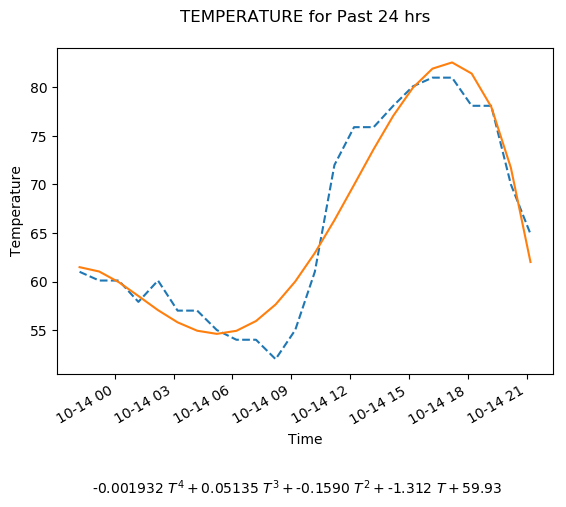 TEMPERATURE for Past 24 hrs
80
75
70
65
60
55
Temperature
10-14 00 10-14 03 10-14 06 10-14 09 10-14 12 10-14 15 10-14 18 10-14 21
Time
-0.001932 T⁴ + 0.05135 T³ + -0.1590 T² + -1.312 T + 59.93